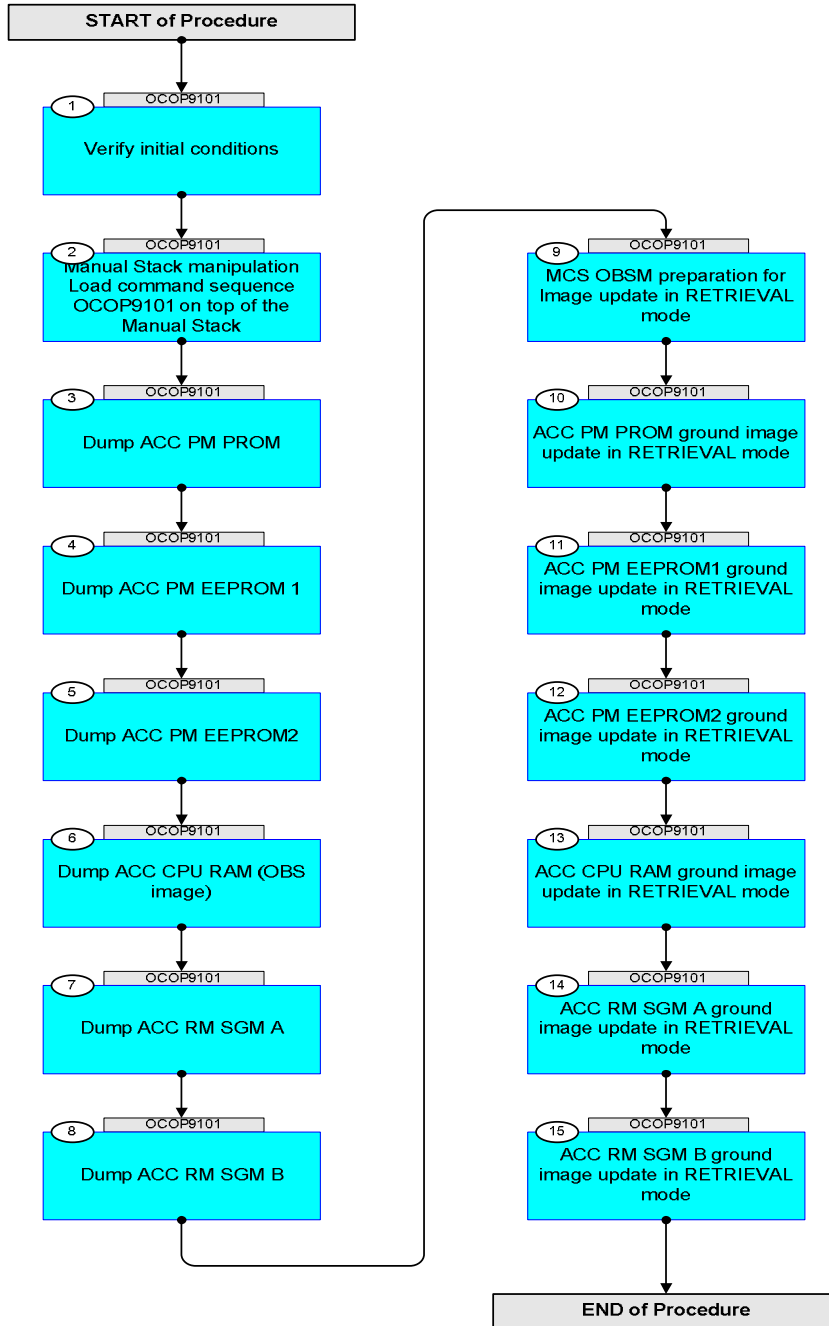 START of Procedure
OCOP9101
1
Verify initial conditions
OCOP9101
2
Manual Stack manipulation
Load command sequence
OCOP9101 on top of the
Manual Stack
OCOP9101
3
Dump ACC PM PROM
OCOP9101
4
Dump ACC PM EEPROM 1
OCOP9101
5
Dump ACC PM EEPROM2
OCOP9101
6
Dump ACC CPU RAM (OBS
image)
OCOP9101
7
Dump ACC RM SGM A
OCOP9101
8
Dump ACC RM SGM B
OCOP9101
9
MCS OBSM preparation for
Image update in RETRIEVAL
mode
OCOP9101
10
ACC PM PROM ground image
update in RETRIEVAL mode
OCOP9101
11
ACC PM EEPROM1 ground
image update in RETRIEVAL
mode
OCOP9101
12
ACC PM EEPROM2 ground
image update in RETRIEVAL
mode
OCOP9101
13
ACC CPU RAM ground image
update in RETRIEVAL mode
OCOP9101
14
ACC RM SGM A ground
image update in RETRIEVAL
mode
OCOP9101
15
ACC RM SGM B ground
image update in RETRIEVAL
mode
END of Procedure